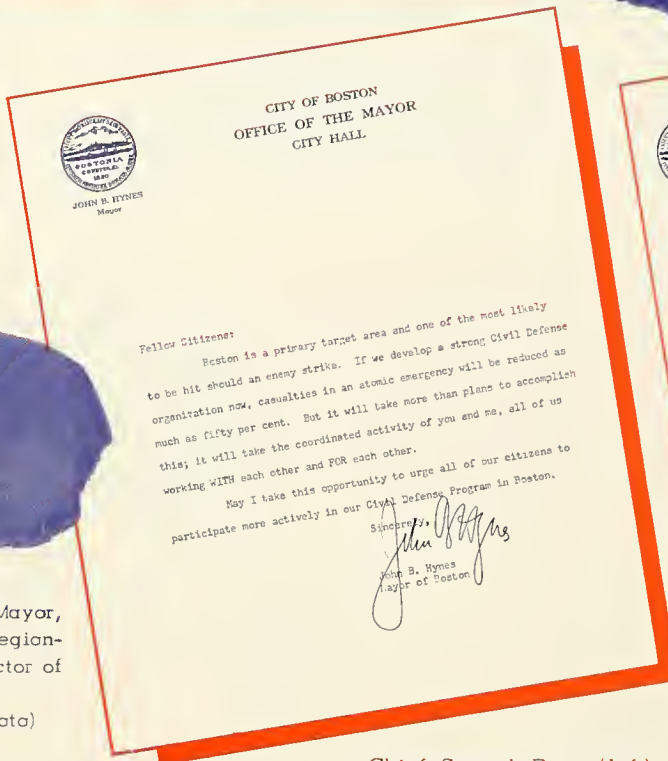 CITY OF BOSTON
OFFICE OF THE MAYOR
CITY HALL
BOSTONIA
JOHN B. HYNES
Mayor
Fellow Citizens:
Boston is a primary target area and one of the most likely
to be hit should an enemy strike. If we develop a strong Civil Defense
organization now, casualties in an atomic emergency will be reduced as
much as fifty per cent. But it will take more than plans to accomplish
this; it will take the coordinated activity of you and me, all of us
working WITH each other and FOR each other.
May I take this opportunity to urge all of our citizens to
participate more actively in our Civil Defense Program in Boston.
Sincerely,
John B. Hynes
John B. Hynes
Mayor of Boston
Mayor,
egion-
ctor of
ata)